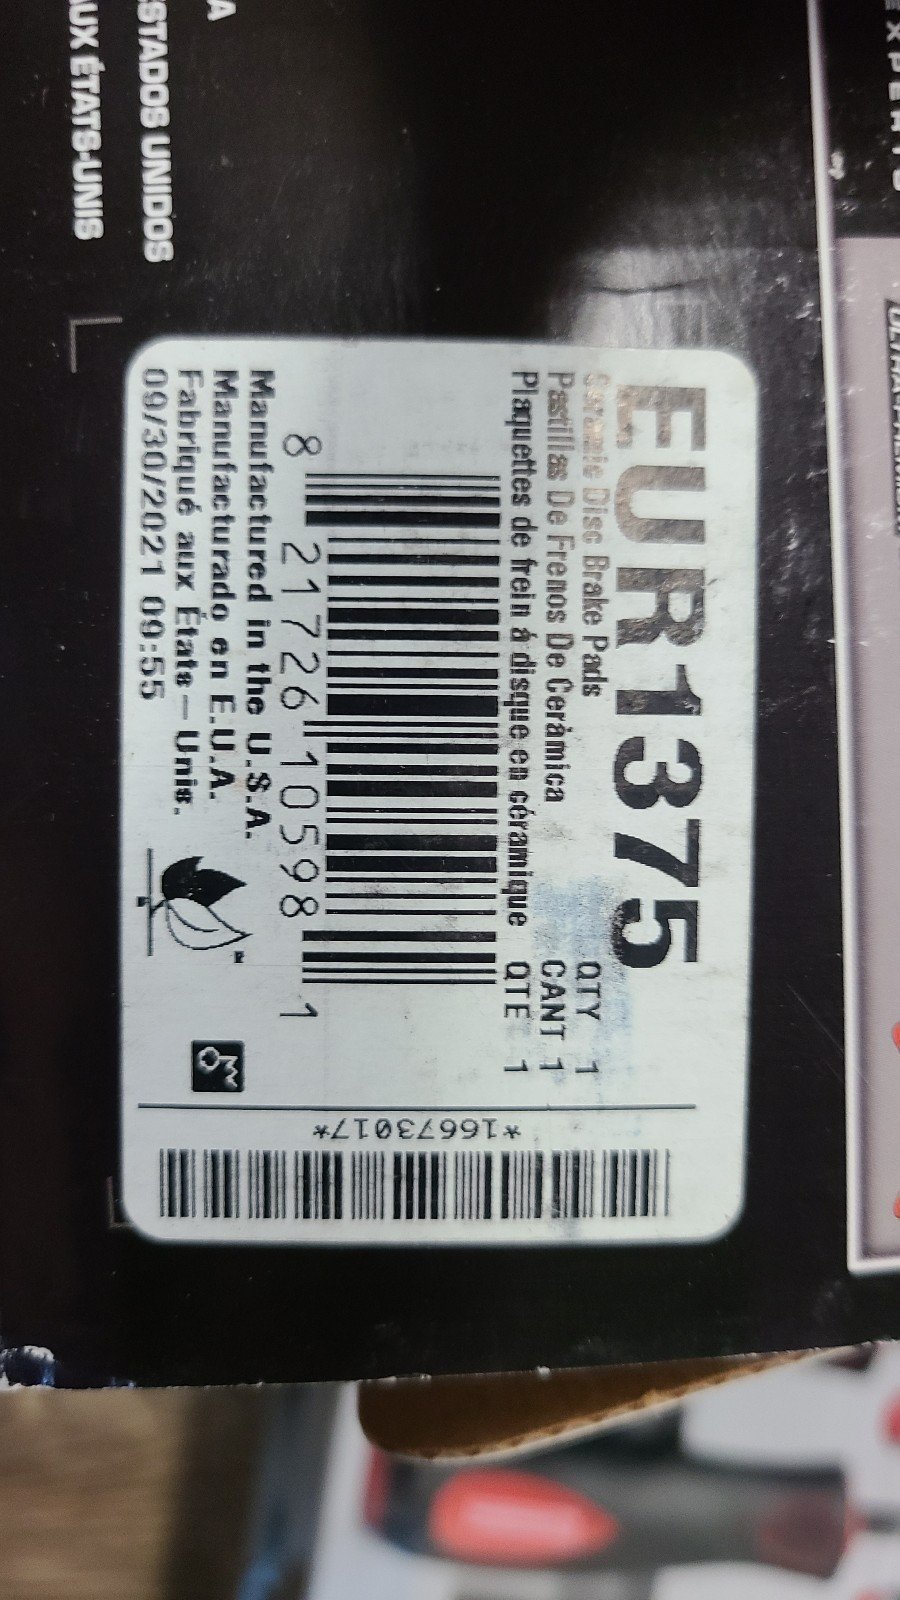 A
ESTADOS UNIDOS
AUX ÉTATS-UNIS
EUR1375
Ceramic Disc Brake Pads QTY 1
Pastillas De Frenos De Cerámica CANT 1
Plaquettes de frein á disque en céramique QTE 1
8 21726 10598 1
Manufactured in the U.S.A.
Manufacturado en E.U.A.
Fabriqué aux États-Unis.
09/30/2021 09:55
*16673017*